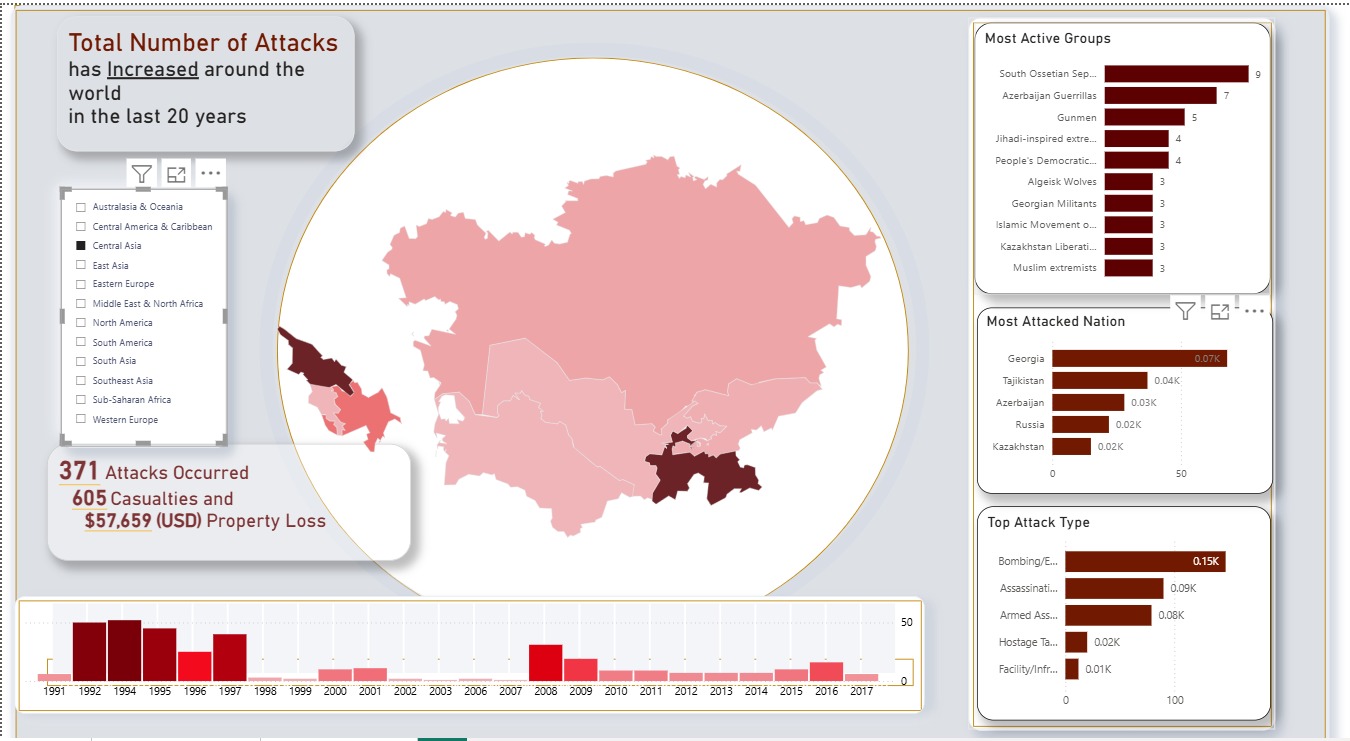 Total Number of Attacks
has Increased around the
world
in the last 20 years
Australasia & Oceania
Central America & Caribbean
Central Asia
East Asia
Eastern Europe
Middle East & North Africa
North America
South America
South Asia
Southeast Asia
Sub-Saharan Africa
Western Europe
371 Attacks Occurred
605 Casualties and
$57,659 (USD) Property Loss
50
0
1991 1992 1994 1995 1996 1997 1998 1999 2000 2001 2002 2003 2006 2007 2008 2009 2010 2011 2012 2013 2014 2015 2016 2017
Most Active Groups
South Ossetian Sep... 9
Azerbaijan Guerrillas 7
Gunmen 5
Jihadi-inspired extre... 4
People's Democratic... 4
Algeisk Wolves 3
Georgian Militants 3
Islamic Movement o... 3
Kazakhstan Liberati... 3
Muslim extremists 3
Most Attacked Nation
Georgia 0.07K
Tajikistan 0.04K
Azerbaijan 0.03K
Russia 0.02K
Kazakhstan 0.02K
0 50
Top Attack Type
Bombing/E... 0.15K
Assassinati... 0.09K
Armed Ass... 0.08K
Hostage Ta... 0.02K
Facility/Infr... 0.01K
0 100